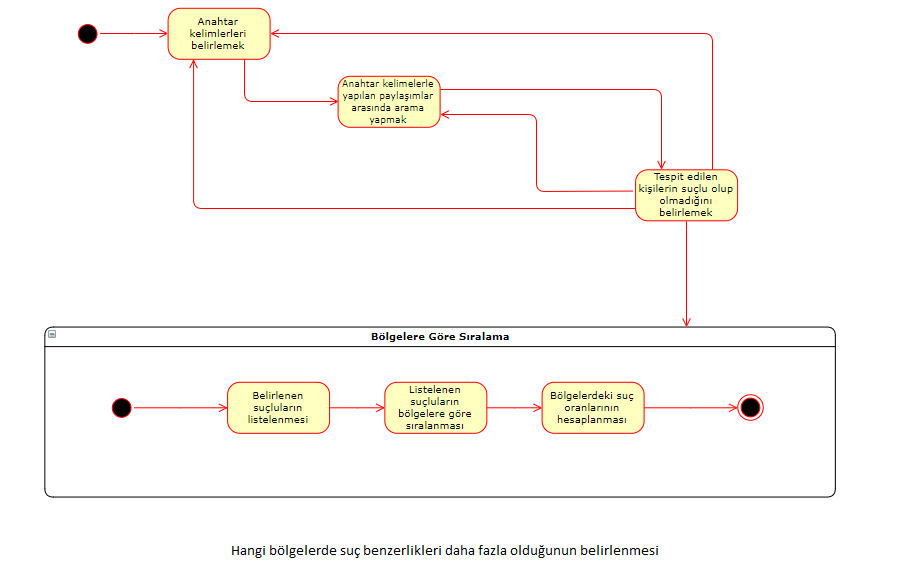 Anahtar
kelimlerleri
belirlemek
Anahtar kelimelerle
yapılan paylaşımlar
arasında arama
yapmak
Tespit edilen
kişilerin suçlu olup
olmadığını
belirlemek
Bölgelere Göre Sıralama
Belirlenen
suçluların
listelenmesi
Listelenen
suçluların
bölgelere göre
sıralanması
Bölgelerdeki suç
oranlarının
hesaplanması
Hangi bölgelerde suç benzerlikleri daha fazla olduğunun belirlenmesi